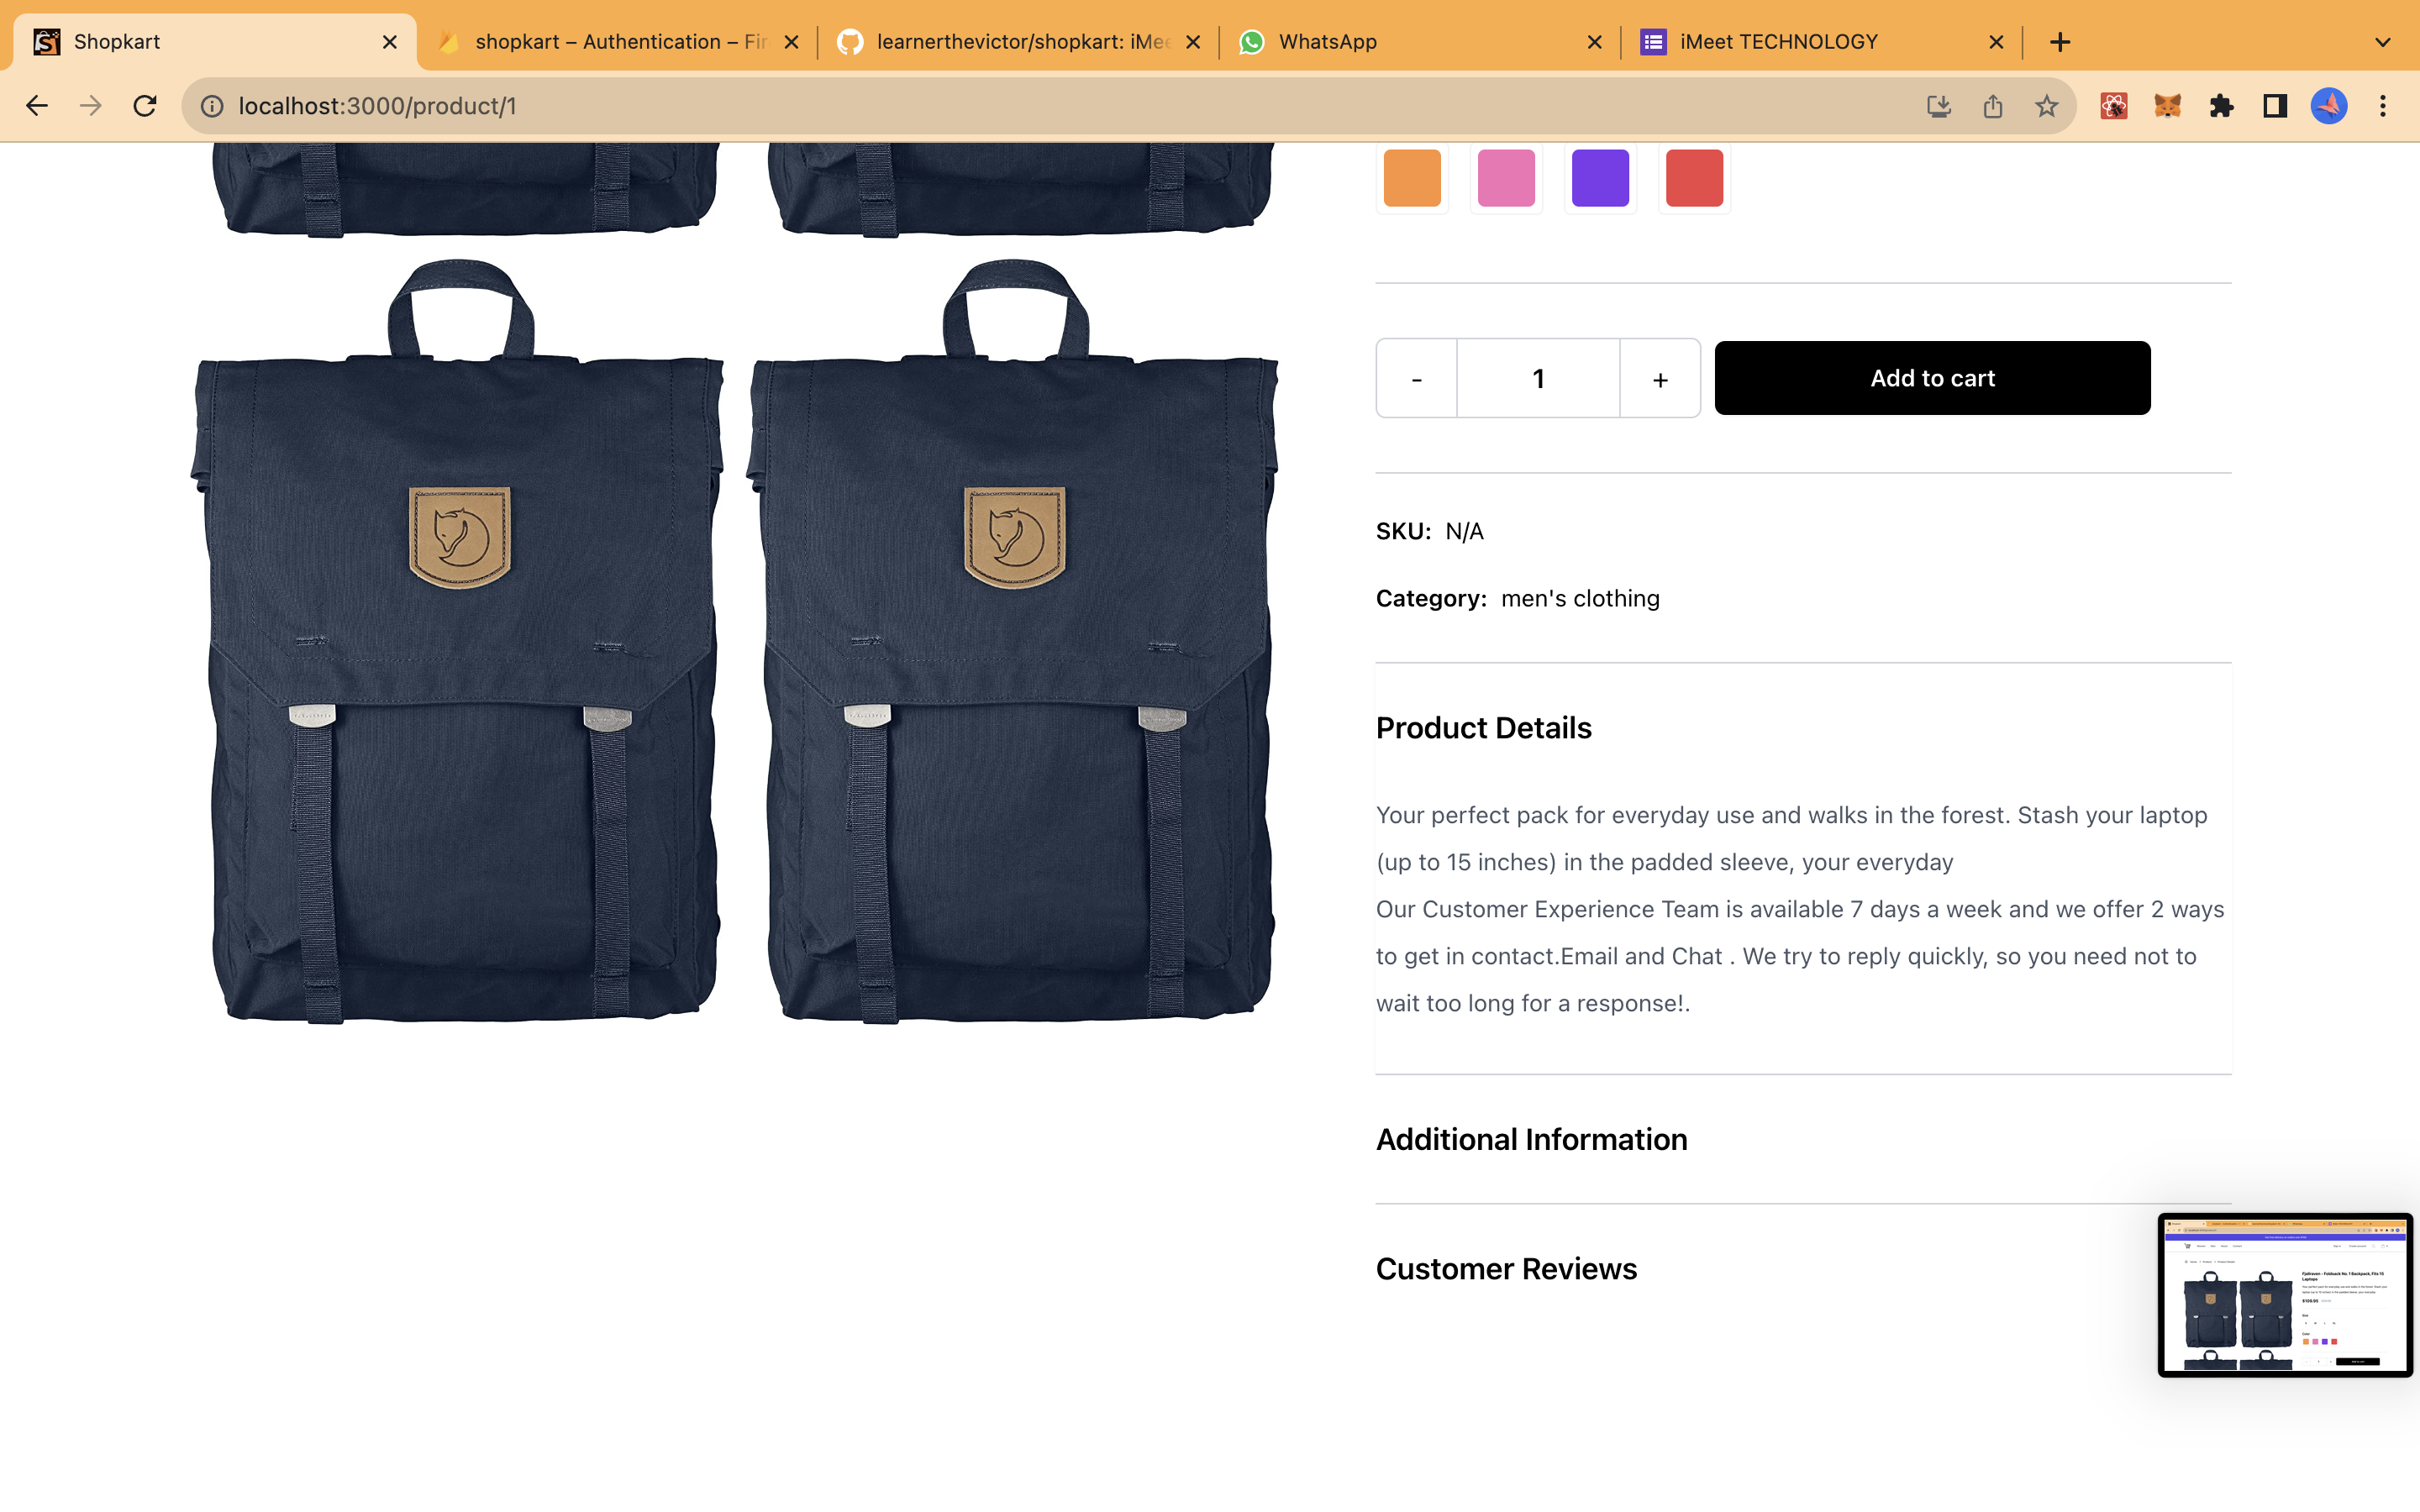 Shopkart
shopkart – Authentication – Fir
learnerthevictor/shopkart: iMee
WhatsApp
iMeet TECHNOLOGY
localhost:3000/product/1
-
1
+
Add to cart
SKU: N/A
Category: men's clothing
Product Details
Your perfect pack for everyday use and walks in the forest. Stash your laptop
(up to 15 inches) in the padded sleeve, your everyday
Our Customer Experience Team is available 7 days a week and we offer 2 ways
to get in contact.Email and Chat . We try to reply quickly, so you need not to
wait too long for a response!.
Additional Information
Customer Reviews